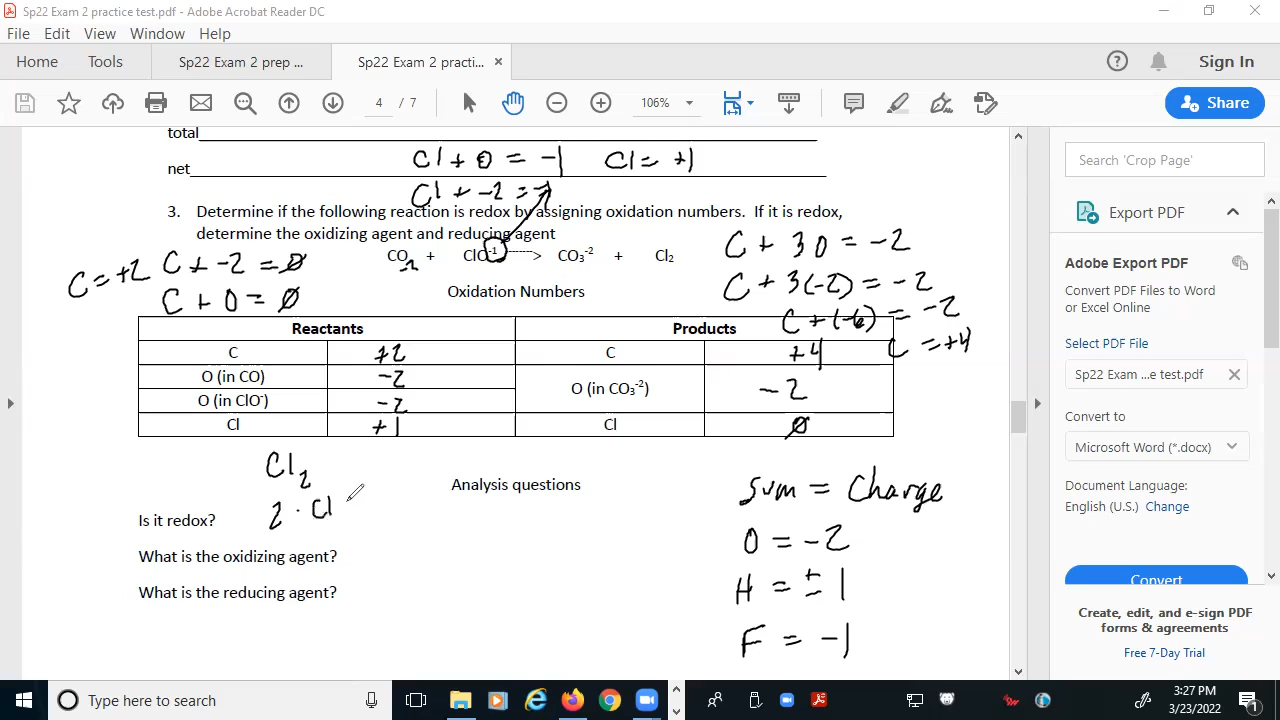 Sp22 Exam 2 practice test.pdf - Adobe Acrobat Reader DC
File Edit View Window Help
Home Tools Sp22 Exam 2 prep ... Sp22 Exam 2 practi... × Sign In
4 / 7 106% Share
total
Cl + 0 = -1 Cl = +1
net
Cl + -2 = -1
3. Determine if the following reaction is redox by assigning oxidation numbers. If it is redox,
determine the oxidizing agent and reducing agent
CO + ClO-1 -------> CO3-2 + Cl2
C + 3O = -2
C = +2 C + -2 = 0
C + 3(-2) = -2
C + 0 = 0
Oxidation Numbers
C + (-6) = -2
C = +4
Reactants Products
C +2 C +4
O (in CO) -2 O (in CO3-2) -2
O (in ClO-) -2
Cl +1 Cl 0
Cl2
2 · Cl
Analysis questions
Sum = Charge
Is it redox?
O = -2
What is the oxidizing agent?
H = ± 1
What is the reducing agent?
F = -1
Search 'Crop Page'
Export PDF
Adobe Export PDF
Convert PDF Files to Word
or Excel Online
Select PDF File
Sp22 Exam ...e test.pdf
Convert to
Microsoft Word (*.docx)
Document Language:
English (U.S.) Change
Convert
Create, edit, and e-sign PDF
forms & agreements
Free 7-Day Trial
Type here to search
3:27 PM
3/23/2022
1